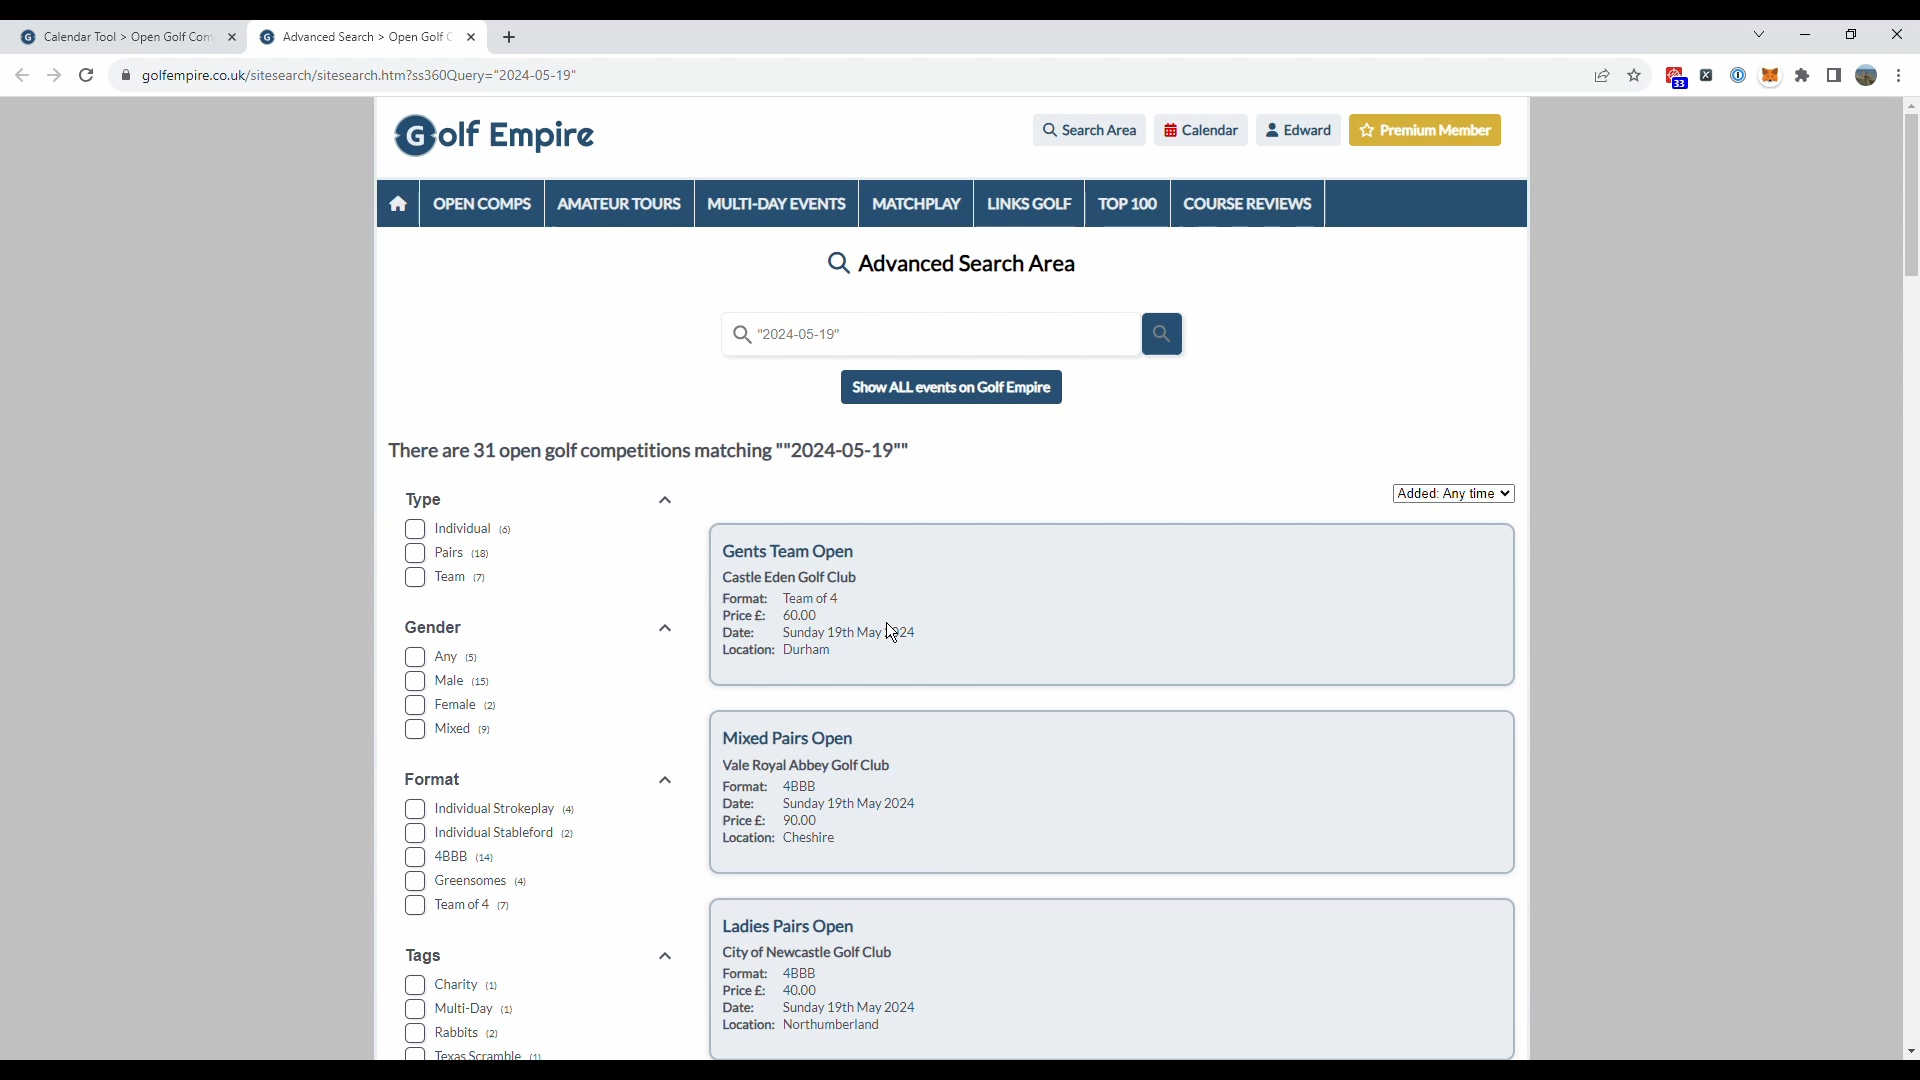 Calendar Tool > Open Golf Com
Advanced Search > Open Golf C
golfempire.co.uk/sitesearch/sitesearch.htm?ss360Query="2024-05-19"
33
Golf Empire
Search Area
Calendar
Edward
Premium Member
OPEN COMPS
AMATEUR TOURS
MULTI-DAY EVENTS
MATCHPLAY
LINKS GOLF
TOP 100
COURSE REVIEWS
Advanced Search Area
"2024-05-19"
Show ALL events on Golf Empire
There are 31 open golf competitions matching ""2024-05-19""
Added: Any time
Type
Individual (6)
Pairs (18)
Team (7)
Gender
Any (5)
Male (15)
Female (2)
Mixed (9)
Format
Individual Strokeplay (4)
Individual Stableford (2)
4BBB (14)
Greensomes (4)
Team of 4 (7)
Tags
Charity (1)
Multi-Day (1)
Rabbits (2)
Texas Scramble (1)
Gents Team Open
Castle Eden Golf Club
Format: Team of 4
Price £: 60.00
Date: Sunday 19th May 2024
Location: Durham
Mixed Pairs Open
Vale Royal Abbey Golf Club
Format: 4BBB
Date: Sunday 19th May 2024
Price £: 90.00
Location: Cheshire
Ladies Pairs Open
City of Newcastle Golf Club
Format: 4BBB
Price £: 40.00
Date: Sunday 19th May 2024
Location: Northumberland